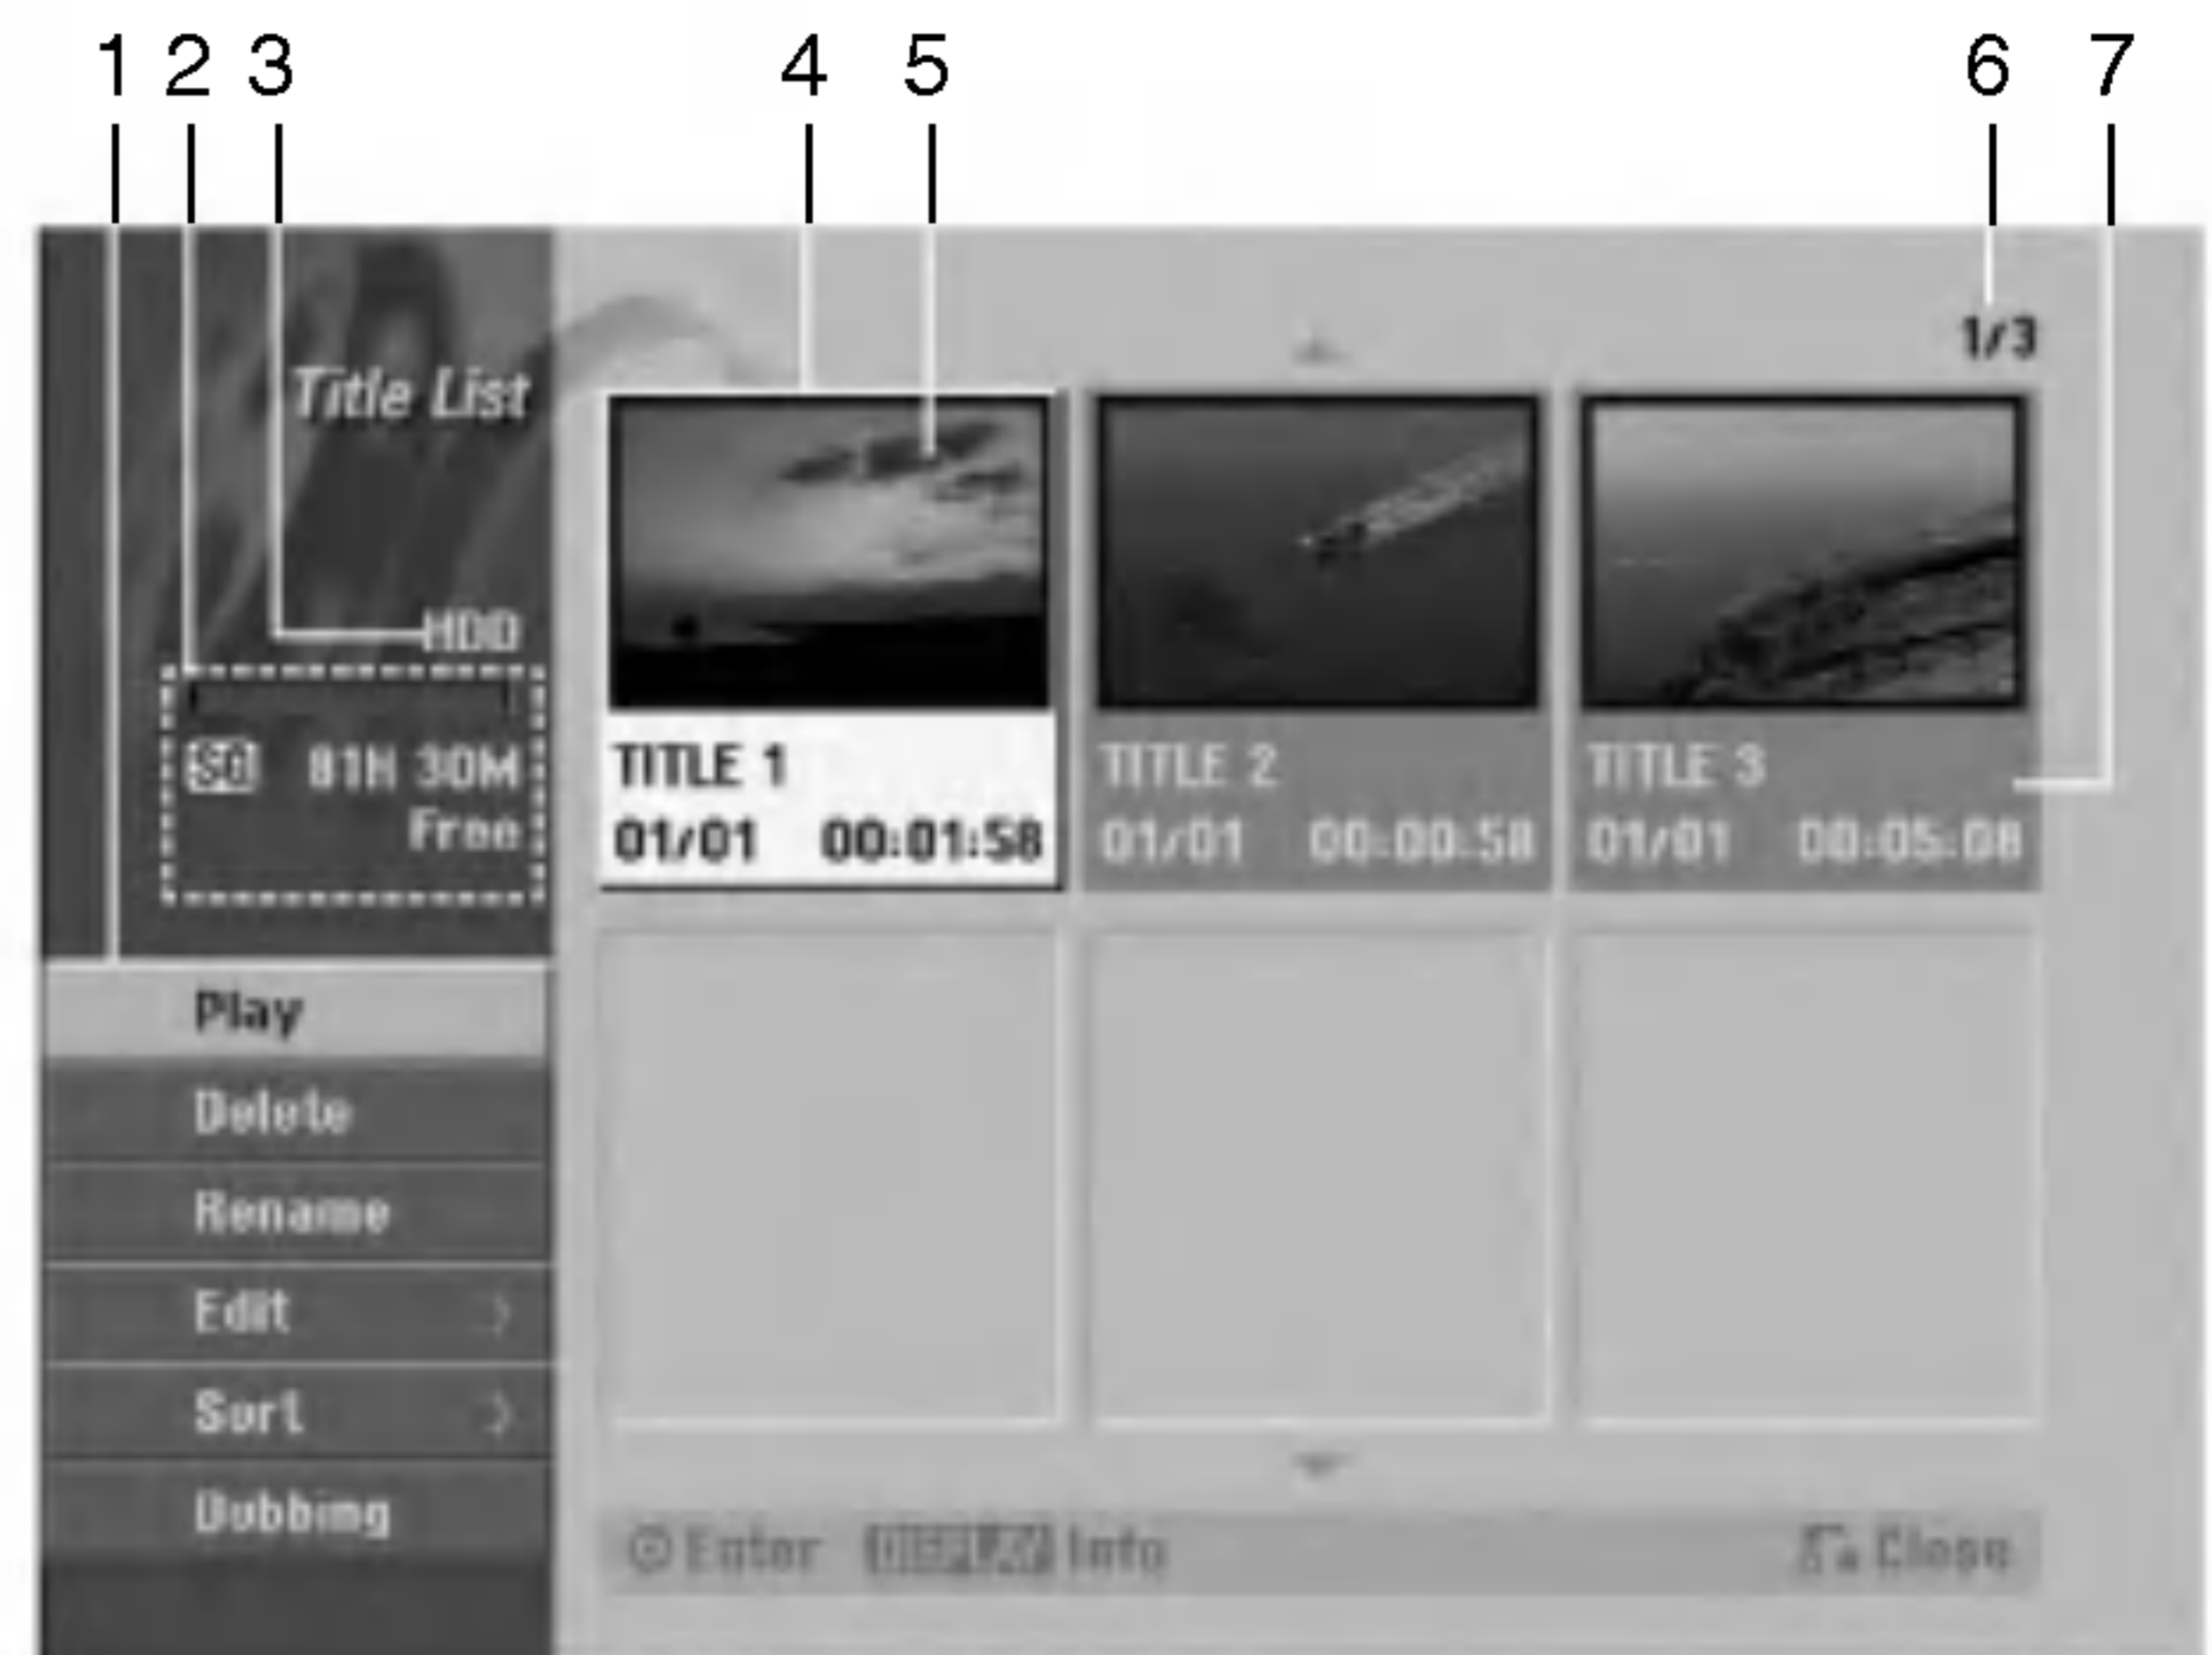 1 2 3 4 5 6 7
1/3
Title List
HDD
SQ 81H 30M
Free
TITLE 1
01/01 00:01:58
TITLE 2
01/01 00:00:58
TITLE 3
01/01 00:05:08
Play
Delete
Rename
Edit
Sort
Dubbing
Enter DISPLAY Info Close